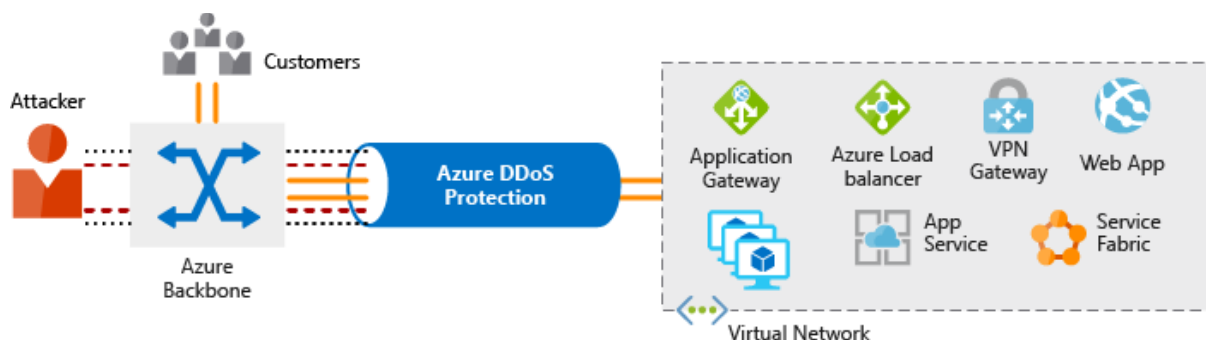 Customers
Attacker
Azure DDoS
Protection
Azure
Backbone
Application
Gateway
Azure Load
balancer
VPN
Gateway
Web App
App
Service
Service
Fabric
Virtual Network